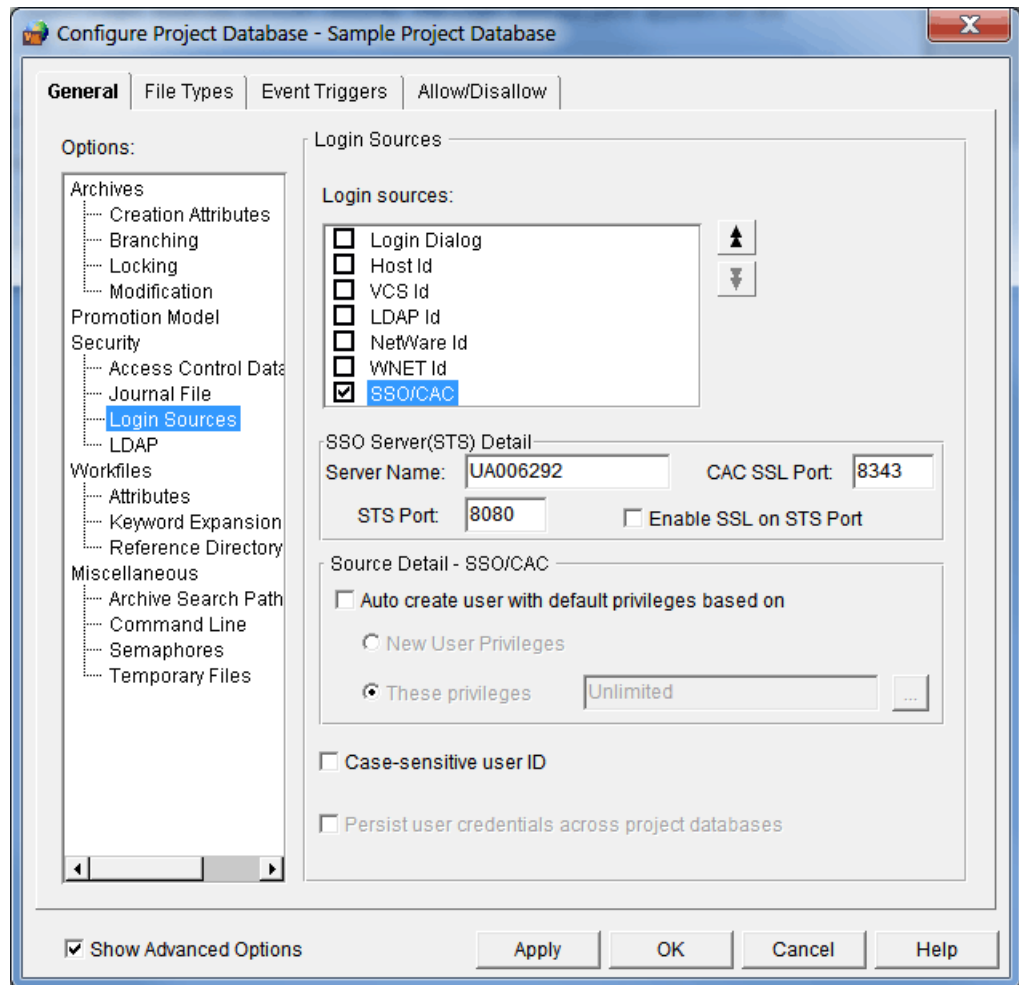 Configure Project Database - Sample Project Database
General
File Types
Event Triggers
Allow/Disallow
Options:
Archives
Creation Attributes
Branching
Locking
Modification
Promotion Model
Security
Access Control Data
Journal File
Login Sources
LDAP
Workfiles
Attributes
Keyword Expansion
Reference Directory
Miscellaneous
Archive Search Path
Command Line
Semaphores
Temporary Files
Login Sources
Login sources:
Login Dialog
Host Id
VCS Id
LDAP Id
NetWare Id
WNET Id
SSO/CAC
SSO Server(STS) Detail
Server Name: UA006292 CAC SSL Port: 8343
STS Port: 8080 Enable SSL on STS Port
Source Detail - SSO/CAC
Auto create user with default privileges based on
New User Privileges
These privileges Unlimited ...
Case-sensitive user ID
Persist user credentials across project databases
Show Advanced Options Apply OK Cancel Help